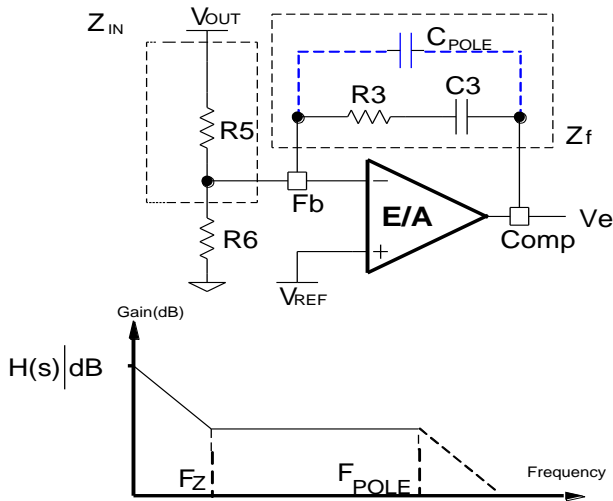 ZIN
VOUT
CPOLE
R3
C3
R5
Zf
Fb
E/A
Ve
R6
Comp
VREF
Gain(dB)
H(s)|dB
FZ
FPOLE
Frequency